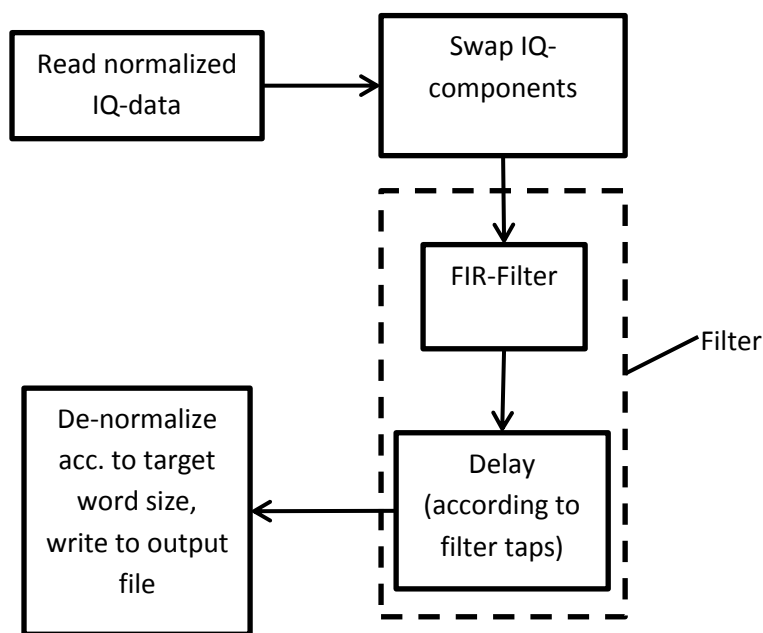 Read normalized
IQ-data
Swap IQ-
components
FIR-Filter
Filter
Delay
(according to
filter taps)
De-normalize
acc. to target
word size,
write to output
file